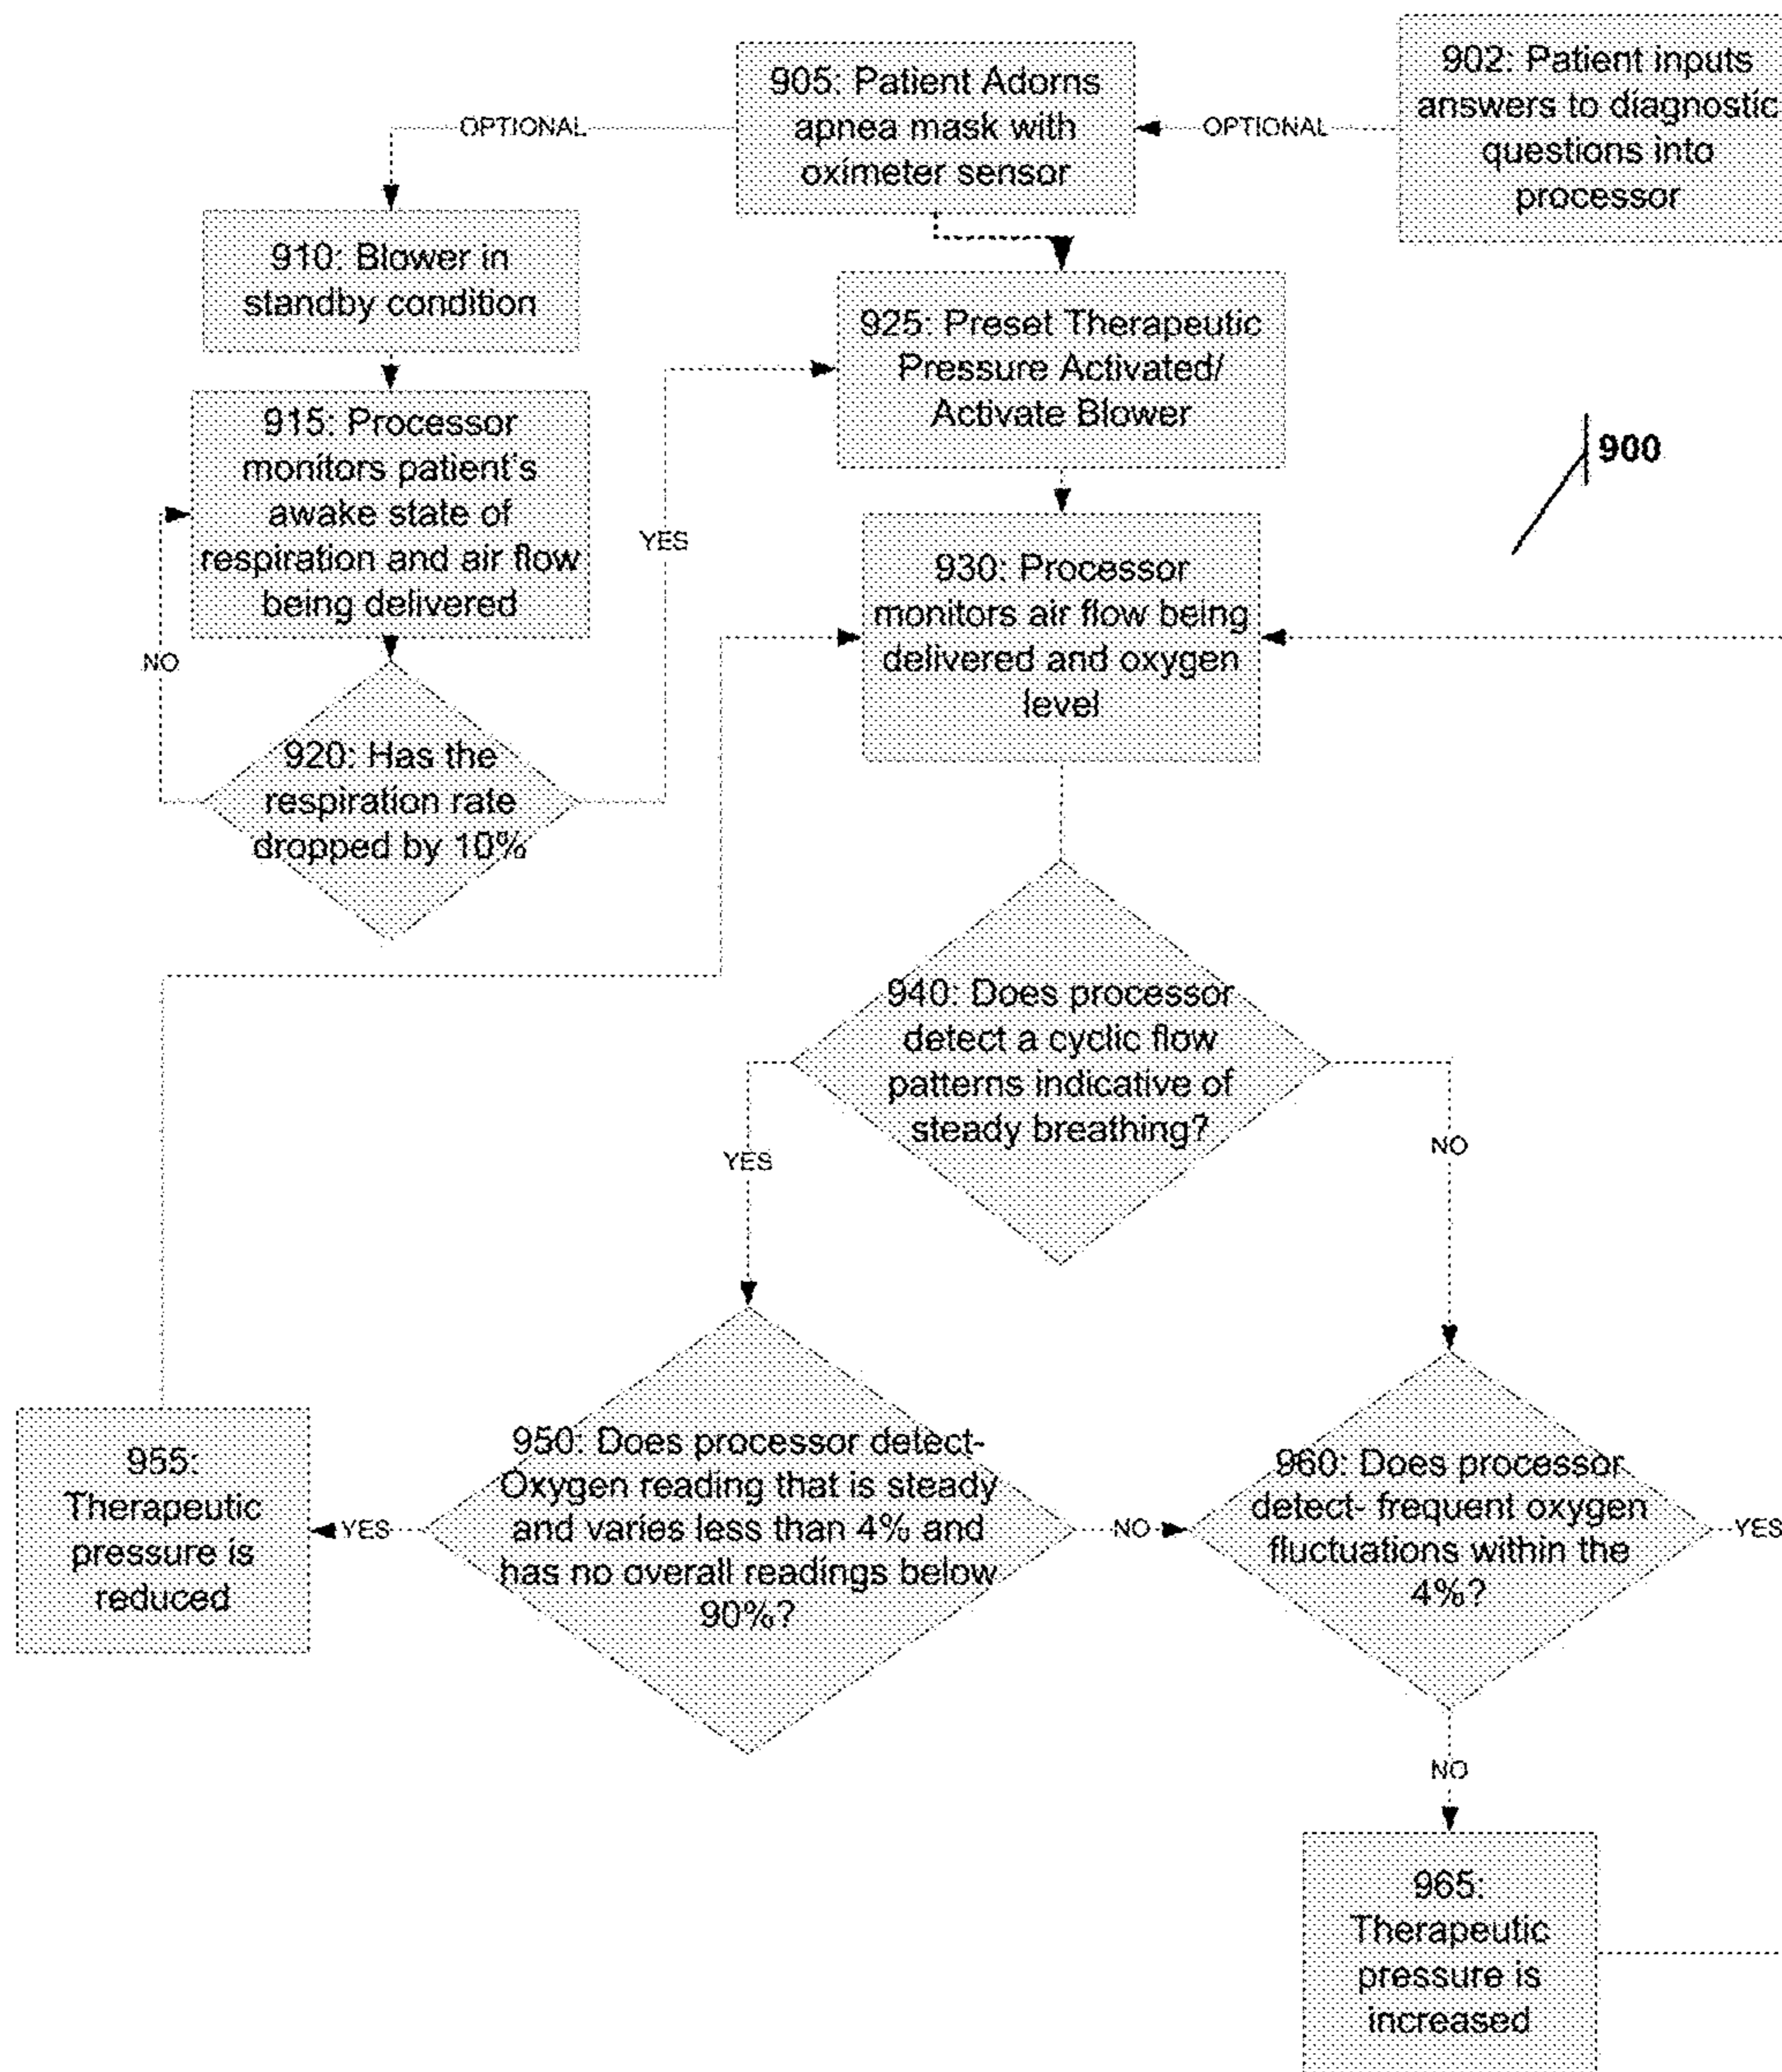 905: Patient Adorns
apnea mask with
oximeter sensor
902: Patient inputs
answers to diagnostic
questions into
processor
OPTIONAL
OPTIONAL
910: Blower in
standby condition
925: Preset Therapeutic
Pressure Activated/
Activate Blower
915: Processor
monitors patient's
awake state of
respiration and air flow
being delivered
900
YES
930: Processor
monitors air flow being
delivered and oxygen
level
NO
920: Has the
respiration rate
dropped by 10%
940: Does processor
detect a cyclic flow
patterns indicative of
steady breathing?
YES
NO
955:
Therapeutic
pressure is
reduced
YES
950: Does processor detect-
Oxygen reading that is steady
and varies less than 4% and
has no overall readings below
90%?
NO
960: Does processor
detect- frequent oxygen
fluctuations within the
4%?
YES
NO
965:
Therapeutic
pressure is
increased